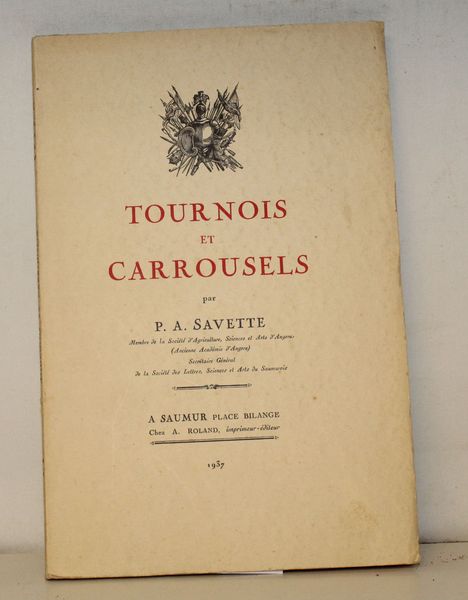 TOURNOIS
ET
CARROUSELS
par
P. A. SAVETTE
Membre de la Société d'Agriculture, Sciences et Arts d'Angers
(Ancienne Académie d'Angers)
Secrétaire Général
de la Société des Lettres, Sciences et Arts du Saumurois
A SAUMUR PLACE BILANGE
Chez A. ROLAND, imprimeur-éditeur
1937